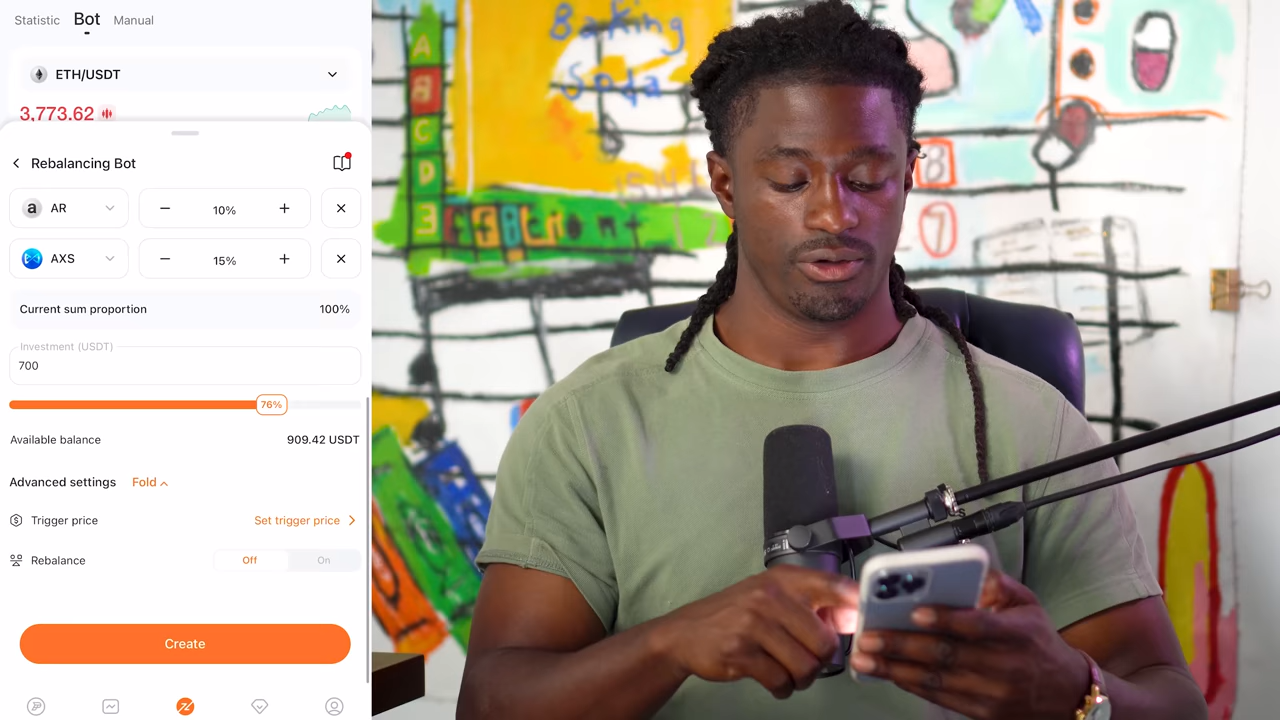 Statistic Bot Manual
ETH/USDT
3,773.62
Rebalancing Bot
AR − 10% + ×
AXS − 15% + ×
Current sum proportion 100%
Investment (USDT)
700
76%
Available balance 909.42 USDT
Advanced settings Fold
Trigger price Set trigger price
Rebalance Off On
Create
Baking
Soda
A
C
D
8
7